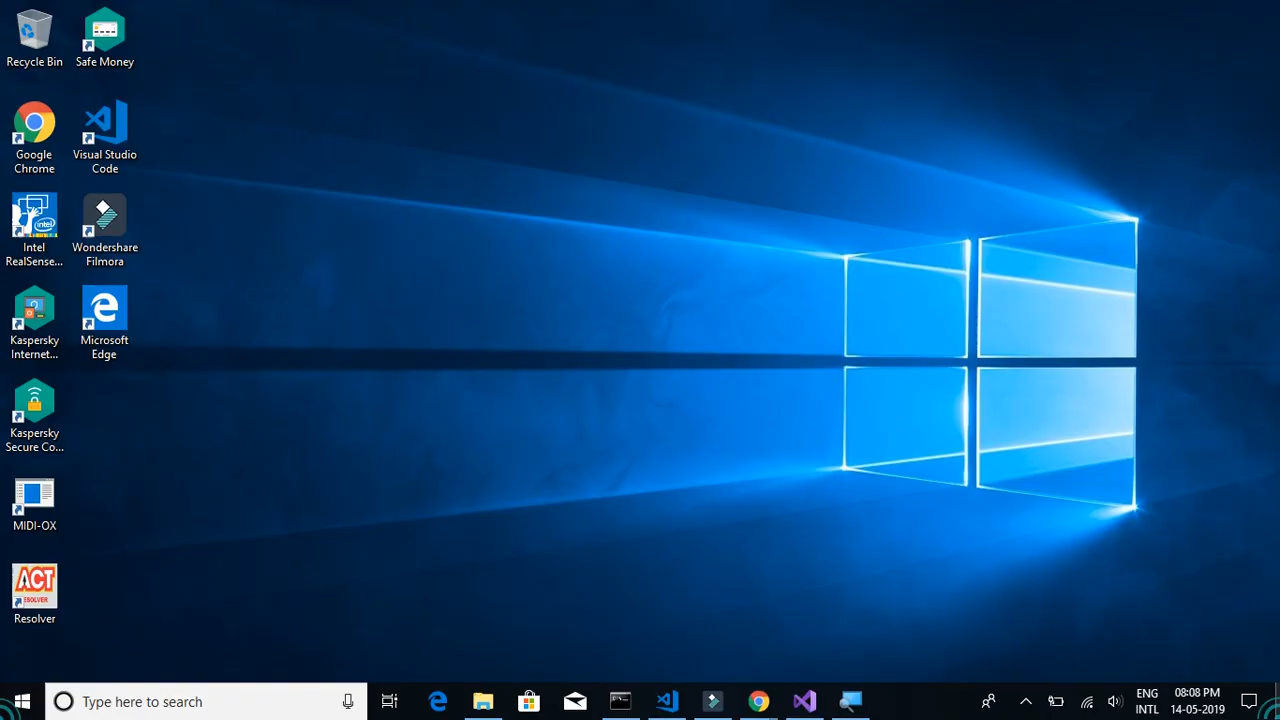 Recycle Bin
Safe Money
Google
Chrome
Visual Studio
Code
intel
Intel
RealSense...
Wondershare
Filmora
Kaspersky
Internet...
Microsoft
Edge
Kaspersky
Secure Co...
MIDI-OX
ACT
RESOLVER
Resolver
Type here to search
ENG
INTL
08:08 PM
14-05-2019